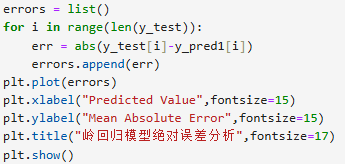 errors = list()
for i in range(len(y_test)):
    err = abs(y_test[i]-y_pred1[i])
    errors.append(err)
plt.plot(errors)
plt.xlabel("Predicted Value",fontsize=15)
plt.ylabel("Mean Absolute Error",fontsize=15)
plt.title("岭回归模型绝对误差分析",fontsize=17)
plt.show()